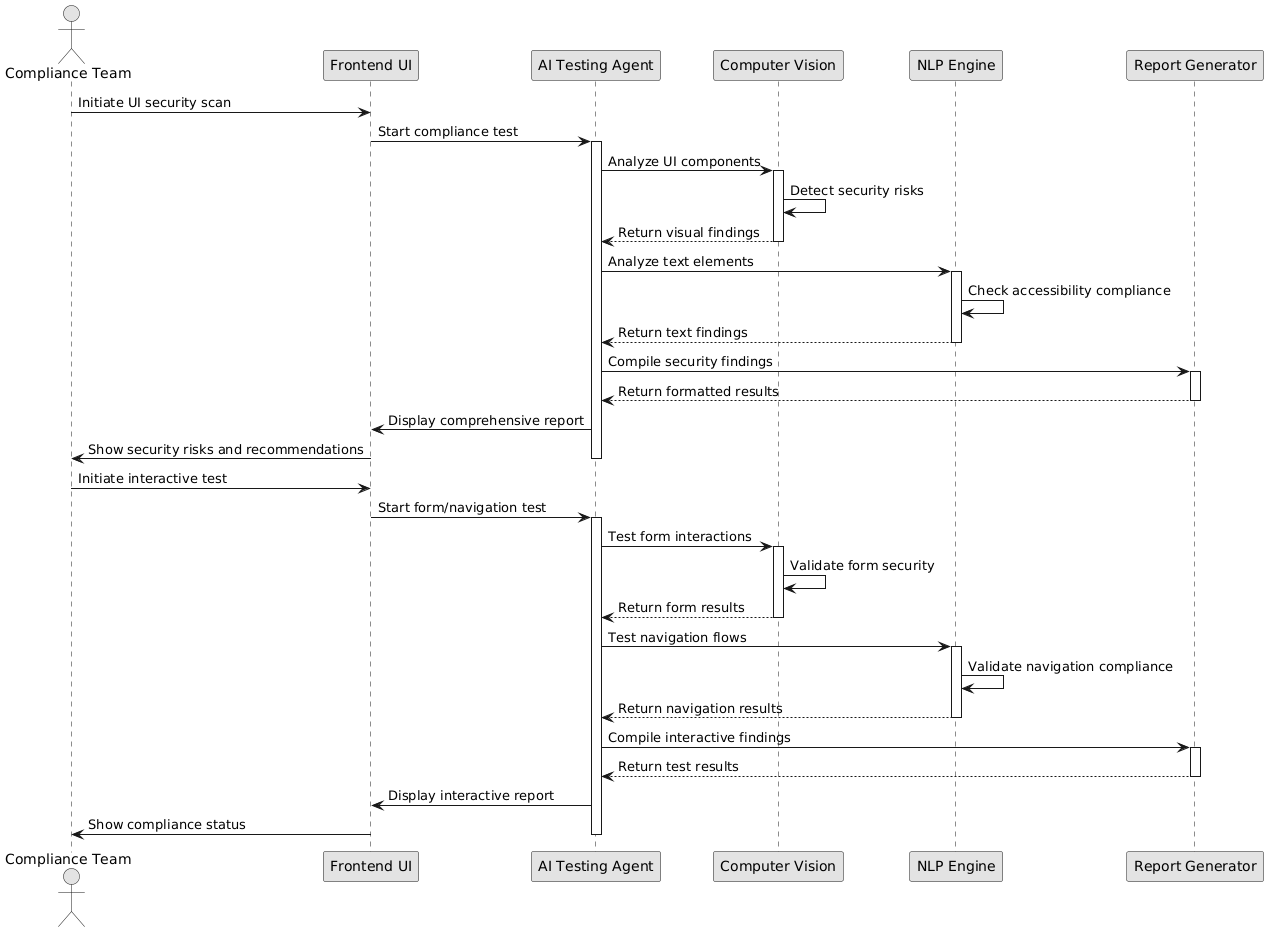 Compliance Team
Frontend UI
AI Testing Agent
Computer Vision
NLP Engine
Report Generator
Initiate UI security scan
Start compliance test
Analyze UI components
Detect security risks
Return visual findings
Analyze text elements
Check accessibility compliance
Return text findings
Compile security findings
Return formatted results
Display comprehensive report
Show security risks and recommendations
Initiate interactive test
Start form/navigation test
Test form interactions
Validate form security
Return form results
Test navigation flows
Validate navigation compliance
Return navigation results
Compile interactive findings
Return test results
Display interactive report
Show compliance status
Compliance Team
Frontend UI
AI Testing Agent
Computer Vision
NLP Engine
Report Generator